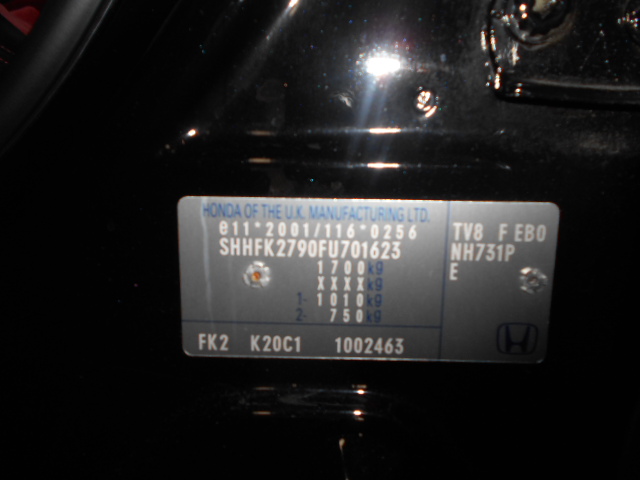 HONDA OF THE U.K. MANUFACTURING LTD.
e11*2001/116*0256
SHHFK2790FU701623
1700kg
XXXXkg
1- 1010kg
2- 750kg
TV8 F EB0
NH731P
E
FK2 K20C1 1002463